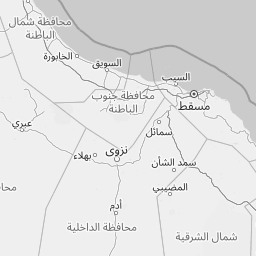 محافظة شمال
الباطنة
الخابورة
السويق
السيب
محافظة جنوب
الباطنة
مسقط
عبري
سمائل
نزوى
بهلاء
سمد الشأن
المضيبي
أدم
محافظة الداخلية
شمال الشرقية
محاف